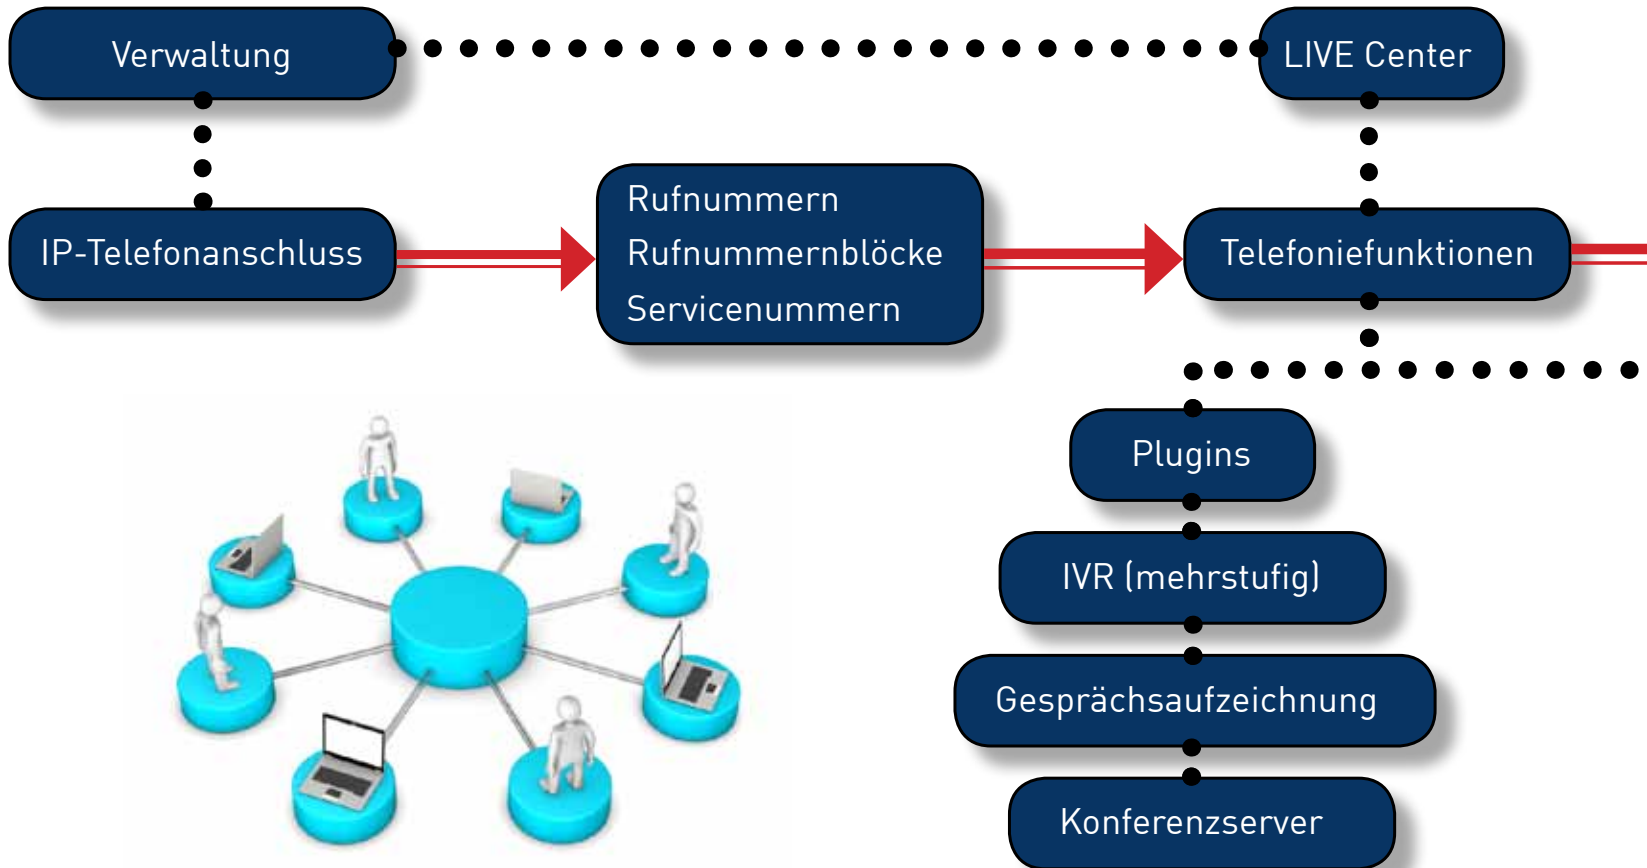 Verwaltung
LIVE Center
IP-Telefonanschluss
Rufnummern
Rufnummernblöcke
Servicenummern
Telefoniefunktionen
Plugins
IVR (mehrstufig)
Gesprächsaufzeichnung
Konferenzserver